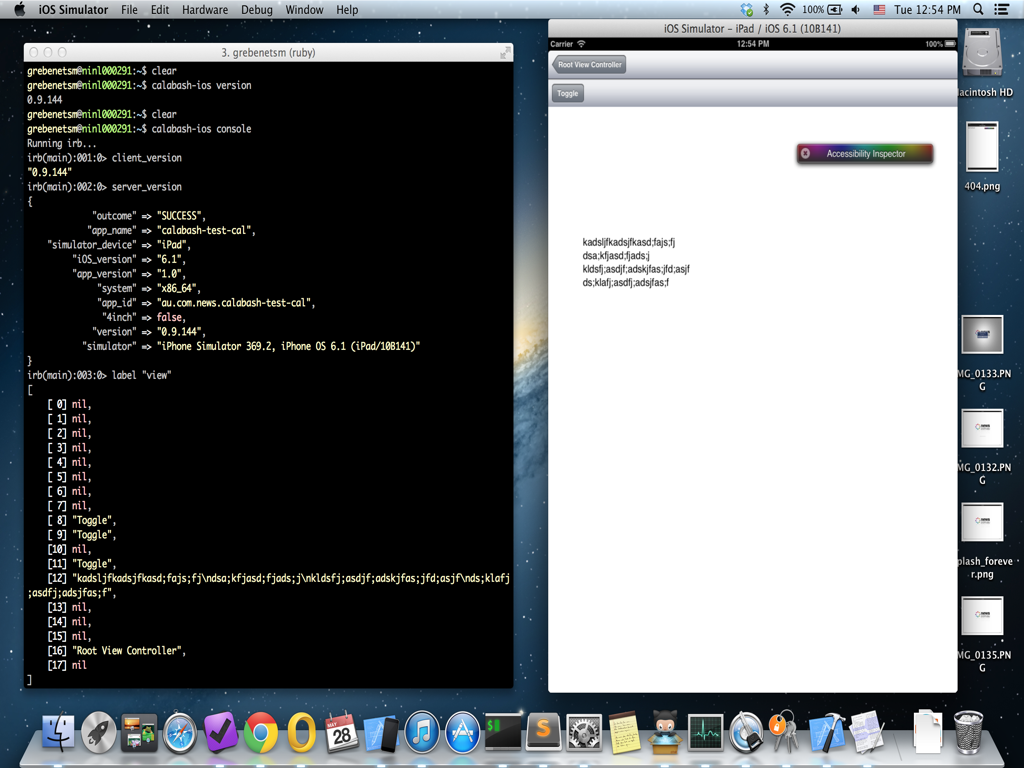 iOS Simulator File Edit Hardware Debug Window Help
100% Tue 12:54 PM
3. grebenetsm (ruby)
grebenetsm@ninl000291:~$ clear
grebenetsm@ninl000291:~$ calabash-ios version
0.9.144
grebenetsm@ninl000291:~$ clear
grebenetsm@ninl000291:~$ calabash-ios console
Running irb...
irb(main):001:0> client_version
"0.9.144"
irb(main):002:0> server_version
{
"outcome" => "SUCCESS",
"app_name" => "calabash-test-cal",
"simulator_device" => "iPad",
"iOS_version" => "6.1",
"app_version" => "1.0",
"system" => "x86_64",
"app_id" => "au.com.news.calabash-test-cal",
"4inch" => false,
"version" => "0.9.144",
"simulator" => "iPhone Simulator 369.2, iPhone OS 6.1 (iPad/10B141)"
}
irb(main):003:0> label "view"
[
[ 0] nil,
[ 1] nil,
[ 2] nil,
[ 3] nil,
[ 4] nil,
[ 5] nil,
[ 6] nil,
[ 7] nil,
[ 8] "Toggle",
[ 9] "Toggle",
[10] nil,
[11] "Toggle",
[12] "kadsljfkadsjfkasd;fajs;fj\ndsa;kfjasd;fjads;j\nkldsfj;asdjf;adskjfas;jfd;asjf\nds;klafj
;asdfj;adsjfas;f",
[13] nil,
[14] nil,
[15] nil,
[16] "Root View Controller",
[17] nil
]
iOS Simulator – iPad / iOS 6.1 (10B141)
Carrier 12:54 PM 100%
Root View Controller
Toggle
Accessibility Inspector
kadsljfkadsjfkasd;fajs;fj
dsa;kfjasd;fjads;j
kldsfj;asdjf;adskjfas;jfd;asjf
ds;klafj;asdfj;adsjfas;f
acintosh HD
404.png
MG_0133.PN
G
MG_0132.PN
G
plash_foreve
r.png
MG_0135.PN
G
MAY
28
$
S